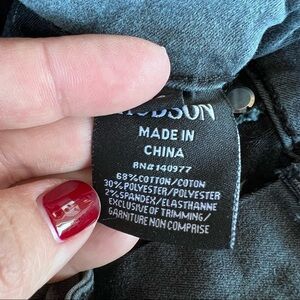 HUDSON
MADE IN
CHINA
RN#140977
68%COTTON/COTON
30%POLYESTER/POLYESTER
2%SPANDEX/ELASTHANNE
EXCLUSIVE OF TRIMMING/
GARNITURE NON COMPRISE